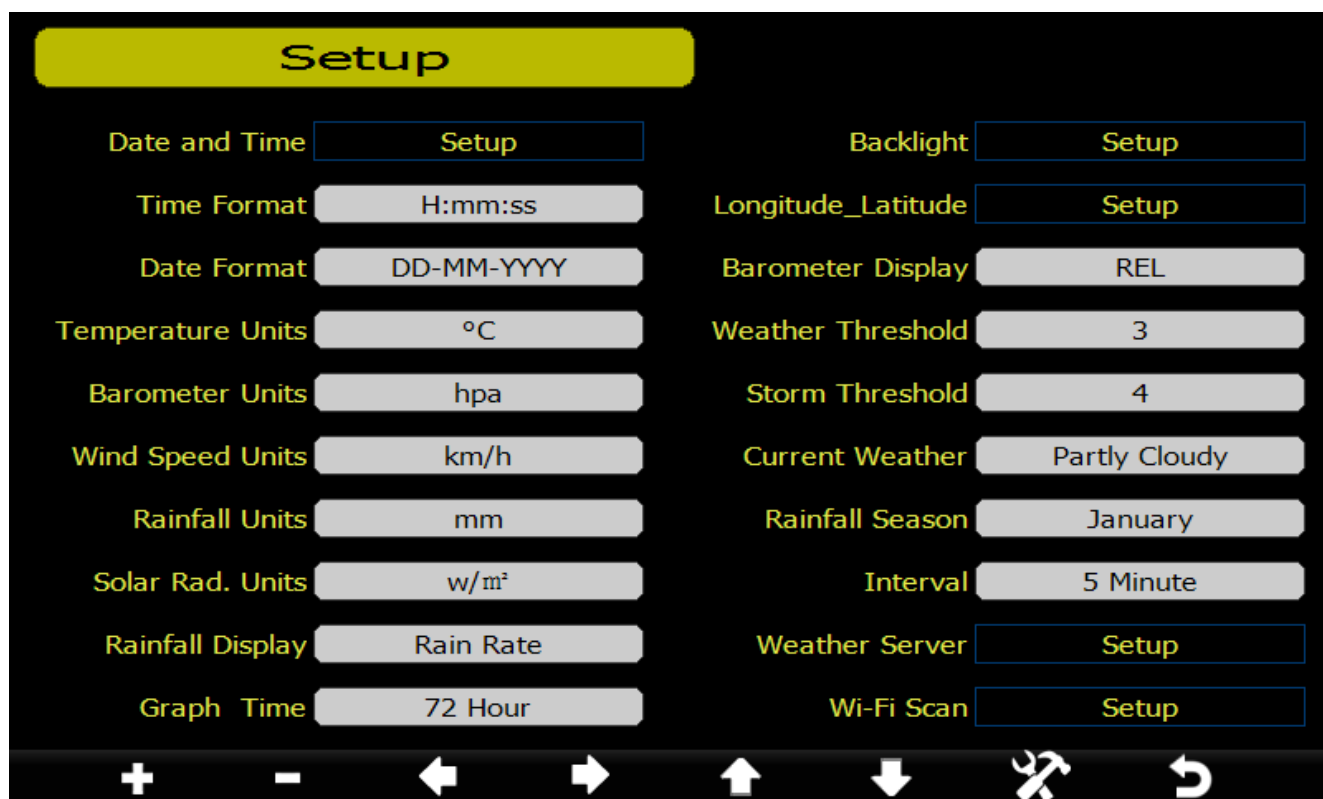 Setup
Date and Time Setup
Time Format H:mm:ss
Date Format DD-MM-YYYY
Temperature Units °C
Barometer Units hpa
Wind Speed Units km/h
Rainfall Units mm
Solar Rad. Units w/m²
Rainfall Display Rain Rate
Graph Time 72 Hour
Backlight Setup
Longitude_Latitude Setup
Barometer Display REL
Weather Threshold 3
Storm Threshold 4
Current Weather Partly Cloudy
Rainfall Season January
Interval 5 Minute
Weather Server Setup
Wi-Fi Scan Setup